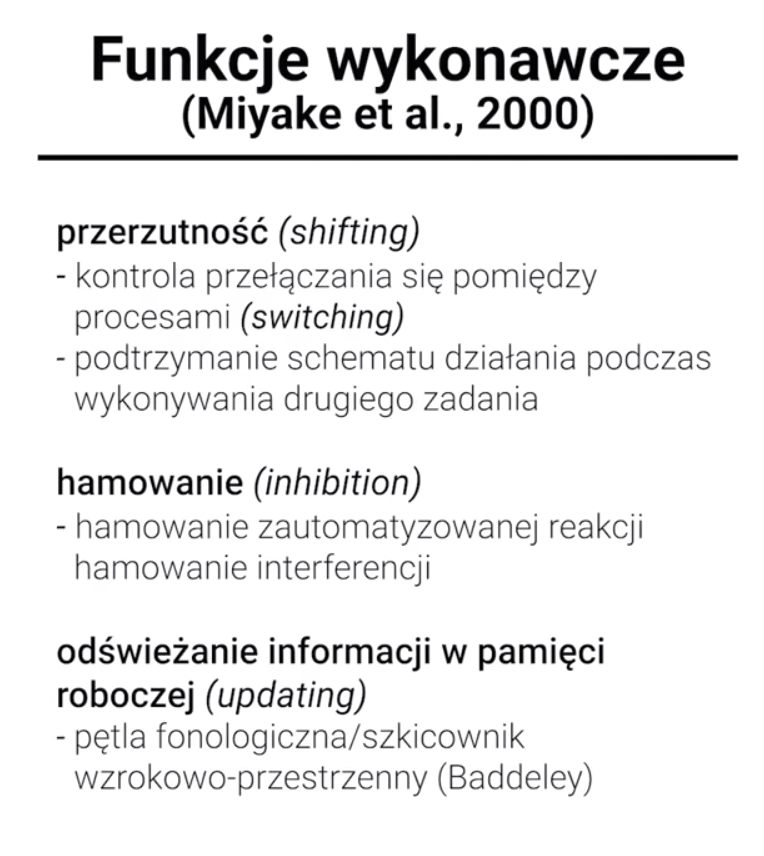 Funkcje wykonawcze
(Miyake et al., 2000)
przerzutność (shifting)
- kontrola przełączania się pomiędzy
procesami (switching)
- podtrzymanie schematu działania podczas
wykonywania drugiego zadania
hamowanie (inhibition)
- hamowanie zautomatyzowanej reakcji
hamowanie interferencji
odświeżanie informacji w pamięci
roboczej (updating)
- pętla fonologiczna/szkicownik
wzrokowo-przestrzenny (Baddeley)